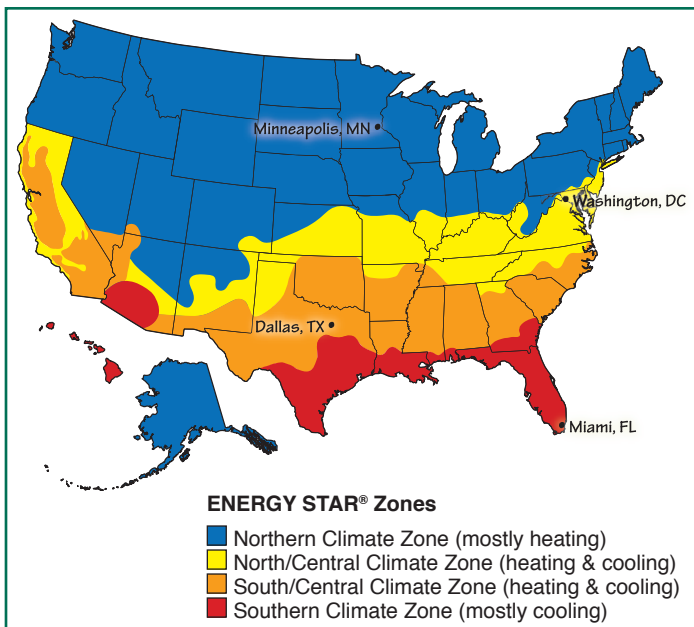 Minneapolis, MN
Washington, DC
Dallas, TX
Miami, FL
ENERGY STAR® Zones
Northern Climate Zone (mostly heating)
North/Central Climate Zone (heating & cooling)
South/Central Climate Zone (heating & cooling)
Southern Climate Zone (mostly cooling)